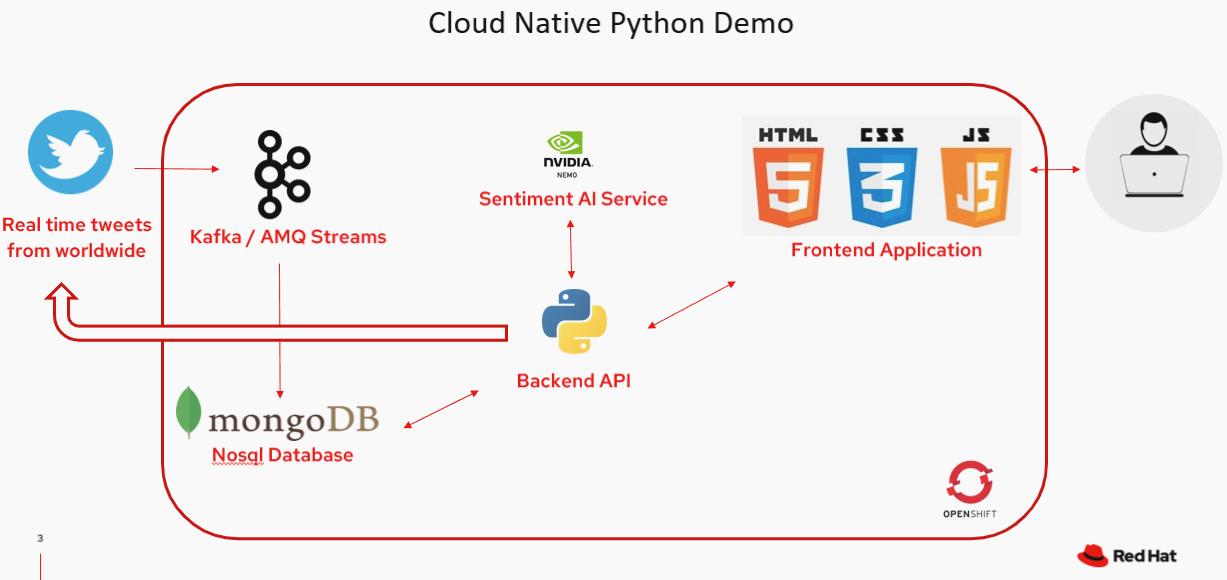 Cloud Native Python Demo
Real time tweets
from worldwide
Kafka / AMQ Streams
NVIDIA.
NEMO
Sentiment AI Service
HTML
5
CSS
3
JS
JS
Frontend Application
Backend API
mongoDB
Nosql Database
OPENSHIFT
3
Red Hat